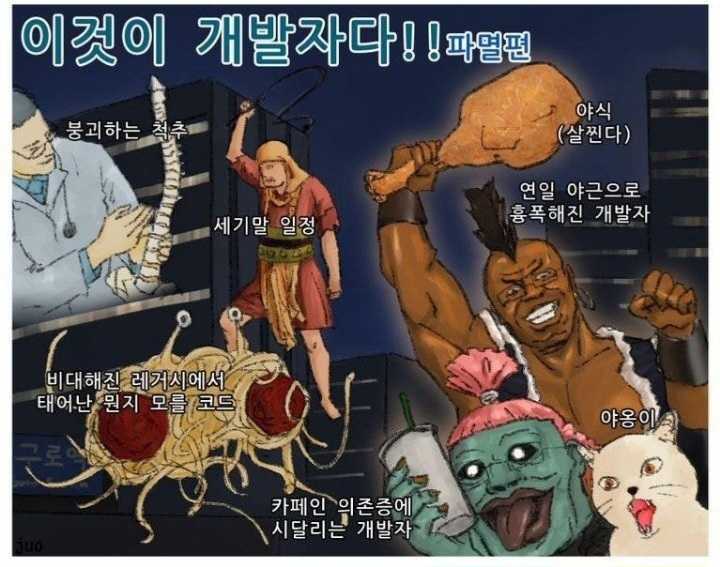 이것이 개발자다!! 파멸편
붕괴하는 척추
야식
(살찐다)
연일 야근으로
흉폭해진 개발자
세기말 일정
비대해진 레거시에서
태어난 뭔지 모를 코드
야옹이
구로역
카페인 의존증에
시달리는 개발자
juo